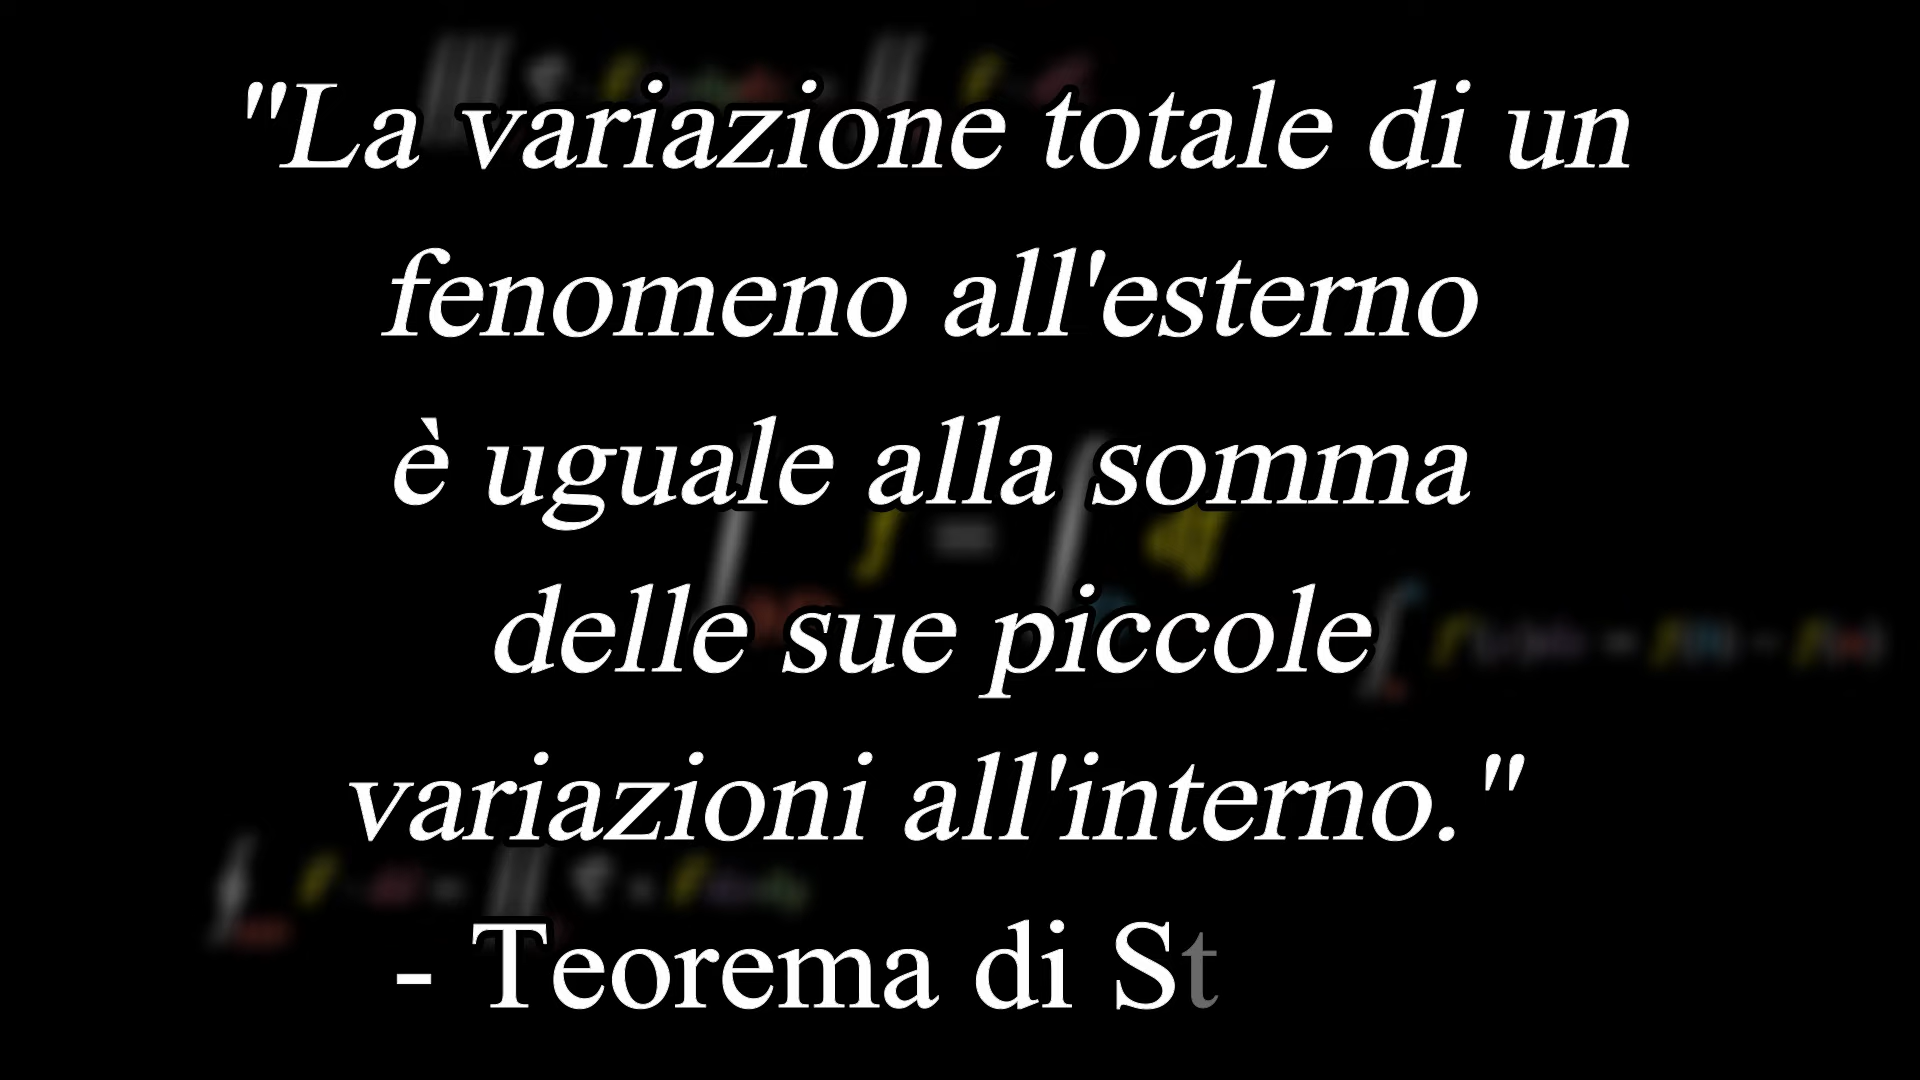 "La variazione totale di un
fenomeno all'esterno
è uguale alla somma
delle sue piccole
variazioni all'interno."
- Teorema di St